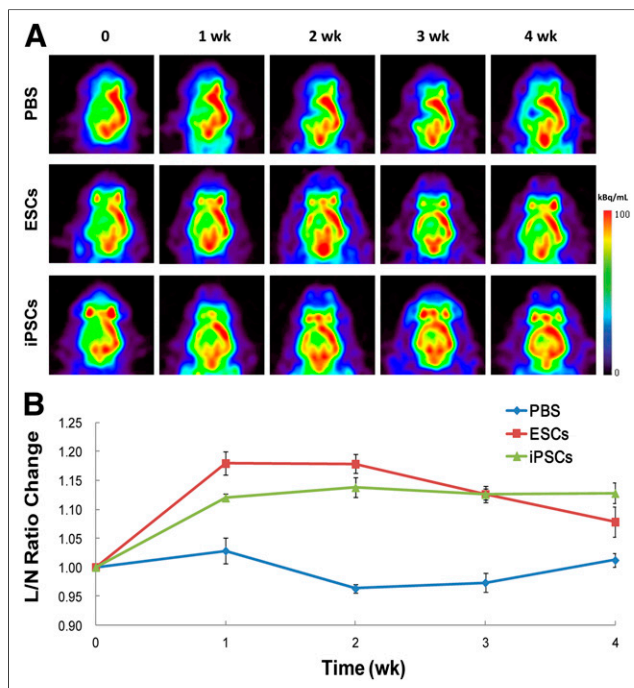 A
0 1 wk 2 wk 3 wk 4 wk
PBS
ESCs
iPSCs
kBq/mL
100
0
B
PBS
ESCs
iPSCs
L/N Ratio Change
1.25
1.20
1.15
1.10
1.05
1.00
0.95
0.90
0 1 2 3 4
Time (wk)